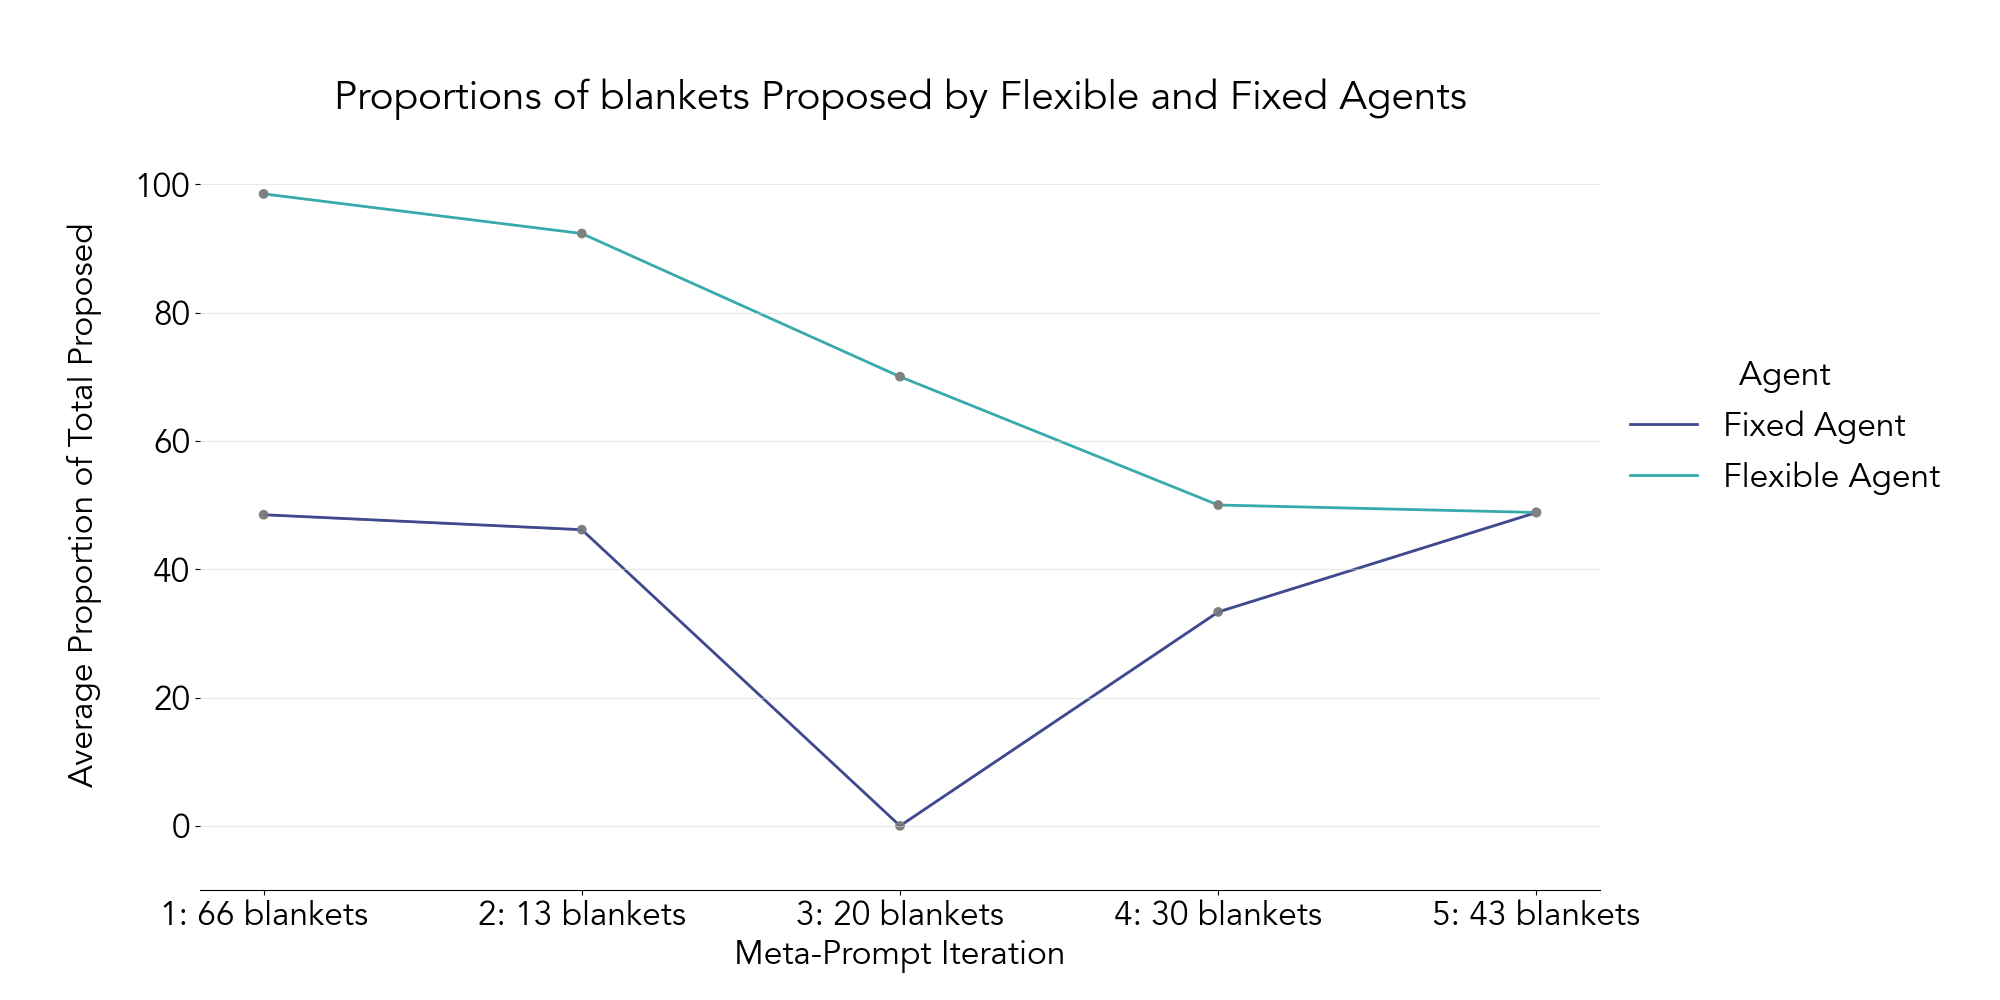 Proportions of blankets Proposed by Flexible and Fixed Agents
Average Proportion of Total Proposed
100
80
60
40
20
0
1: 66 blankets
2: 13 blankets
3: 20 blankets
4: 30 blankets
5: 43 blankets
Meta-Prompt Iteration
Agent
Fixed Agent
Flexible Agent